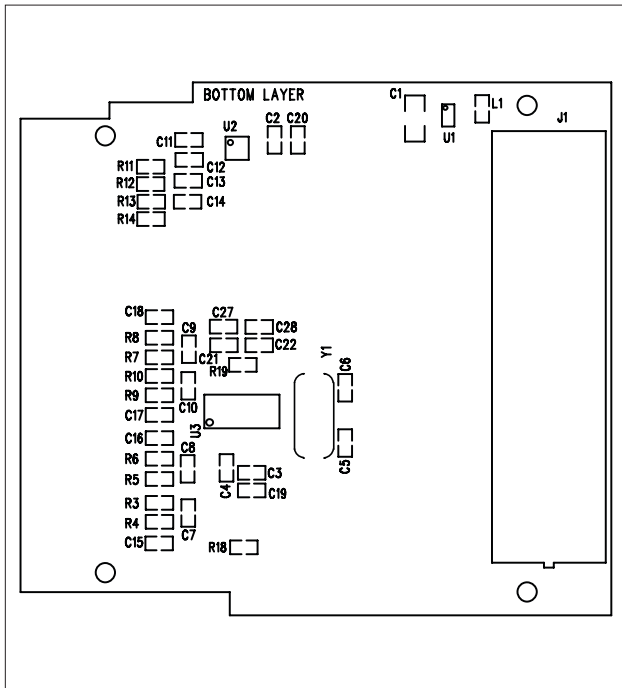 BOTTOM LAYER
C1
L1
J1
U1
C2
C20
U2
C11
C12
R11
R12
C13
R13
C14
R14
C18
C27
C9
C28
R8
R7
C21
C22
Y1
C6
R19
R10
R9
C10
C17
U3
C16
C8
R6
R5
C4
C3
C19
C5
R3
R4
C7
C15
R18